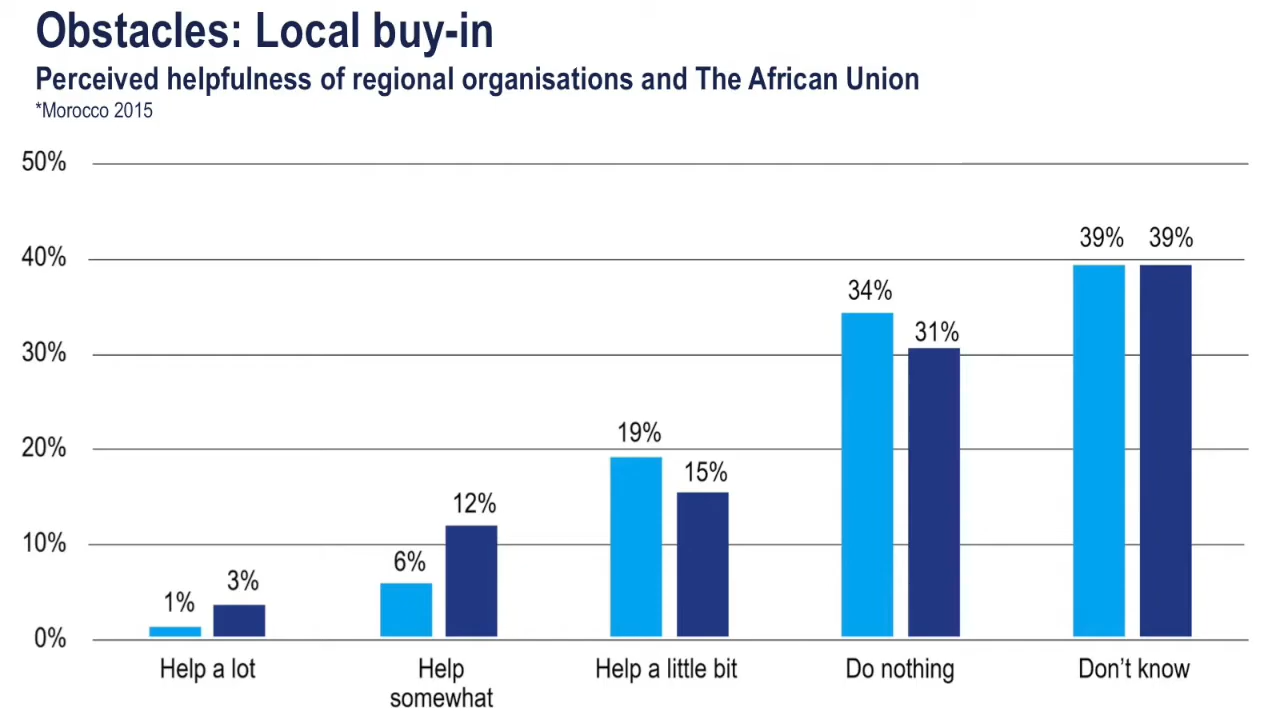 Obstacles: Local buy-in
Perceived helpfulness of regional organisations and The African Union
*Morocco 2015
50%
40%
30%
20%
10%
0%
1%
3%
6%
12%
19%
15%
34%
31%
39%
39%
Help a lot
Help
somewhat
Help a little bit
Do nothing
Don’t know